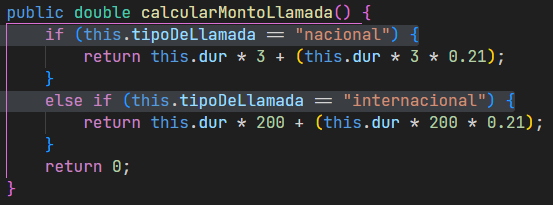 public double calcularMontoLlamada() {
    if (this.tipoDeLlamada == "nacional") {
        return this.dur * 3 + (this.dur * 3 * 0.21);
    }
    else if (this.tipoDeLlamada == "internacional") {
        return this.dur * 200 + (this.dur * 200 * 0.21);
    }
    return 0;
}